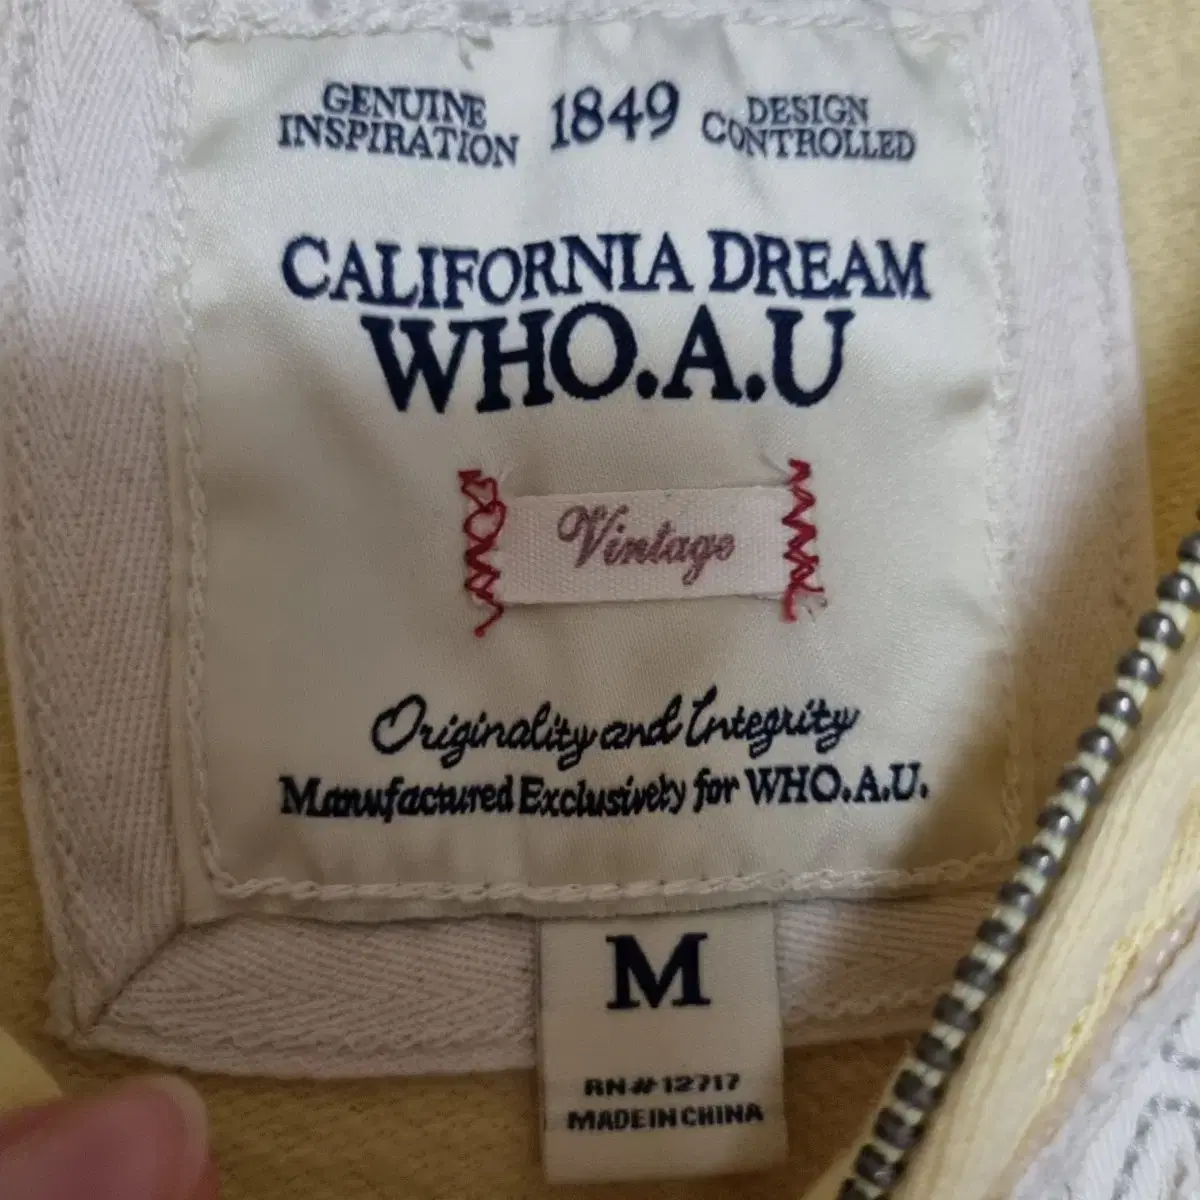 GENUINE
INSPIRATION
1849
DESIGN
CONTROLLED
CALIFORNIA DREAM
WHO.A.U
Vintage
Originality and Integrity
Manufactured Exclusively for WHO.A.U.
M
RN#12717
MADE IN CHINA